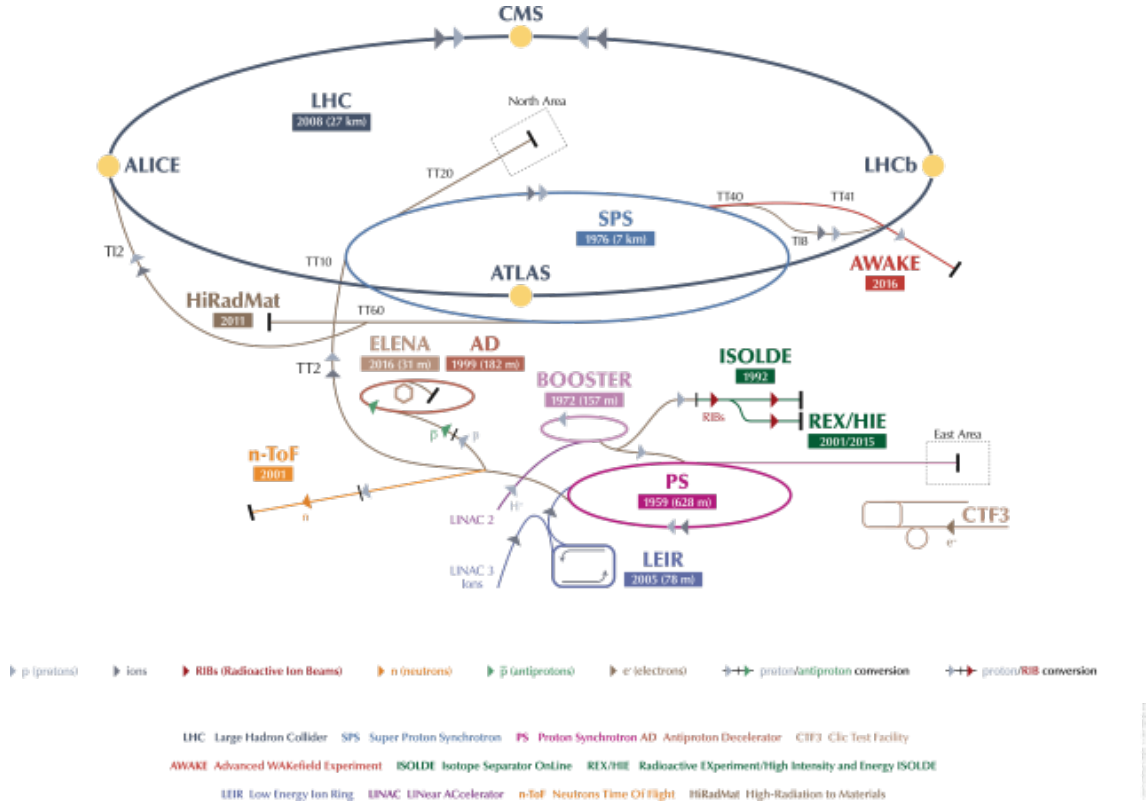 CMS
LHC
2008 (27 km)
North Area
ALICE
TT20
LHCb
TT40
TT41
SPS
1976 (7 km)
TI8
TI2
TT10
ATLAS
AWAKE
2016
HiRadMat
2011
TT60
ELENA
2016 (31 m)
AD
1999 (182 m)
TT2
BOOSTER
1972 (157 m)
ISOLDE
1992
RIBs
REX/HIE
2001/2015
p̅
p
East Area
n-ToF
2001
n
PS
1959 (628 m)
H⁺
LINAC 2
CTF3
e⁻
LINAC 3
Ions
LEIR
2005 (78 m)
p (protons) ions RIBs (Radioactive Ion Beams) n (neutrons) p̅ (antiprotons) e⁻ (electrons) proton/antiproton conversion proton/RIB conversion
LHC Large Hadron Collider SPS Super Proton Synchrotron PS Proton Synchrotron AD Antiproton Decelerator CTF3 Clic Test Facility
AWAKE Advanced WAKefield Experiment ISOLDE Isotope Separator OnLine REX/HIE Radioactive EXperiment/High Intensity and Energy ISOLDE
LEIR Low Energy Ion Ring LINAC LINear ACcelerator n-ToF Neutrons Time Of Flight HiRadMat High-Radiation to Materials